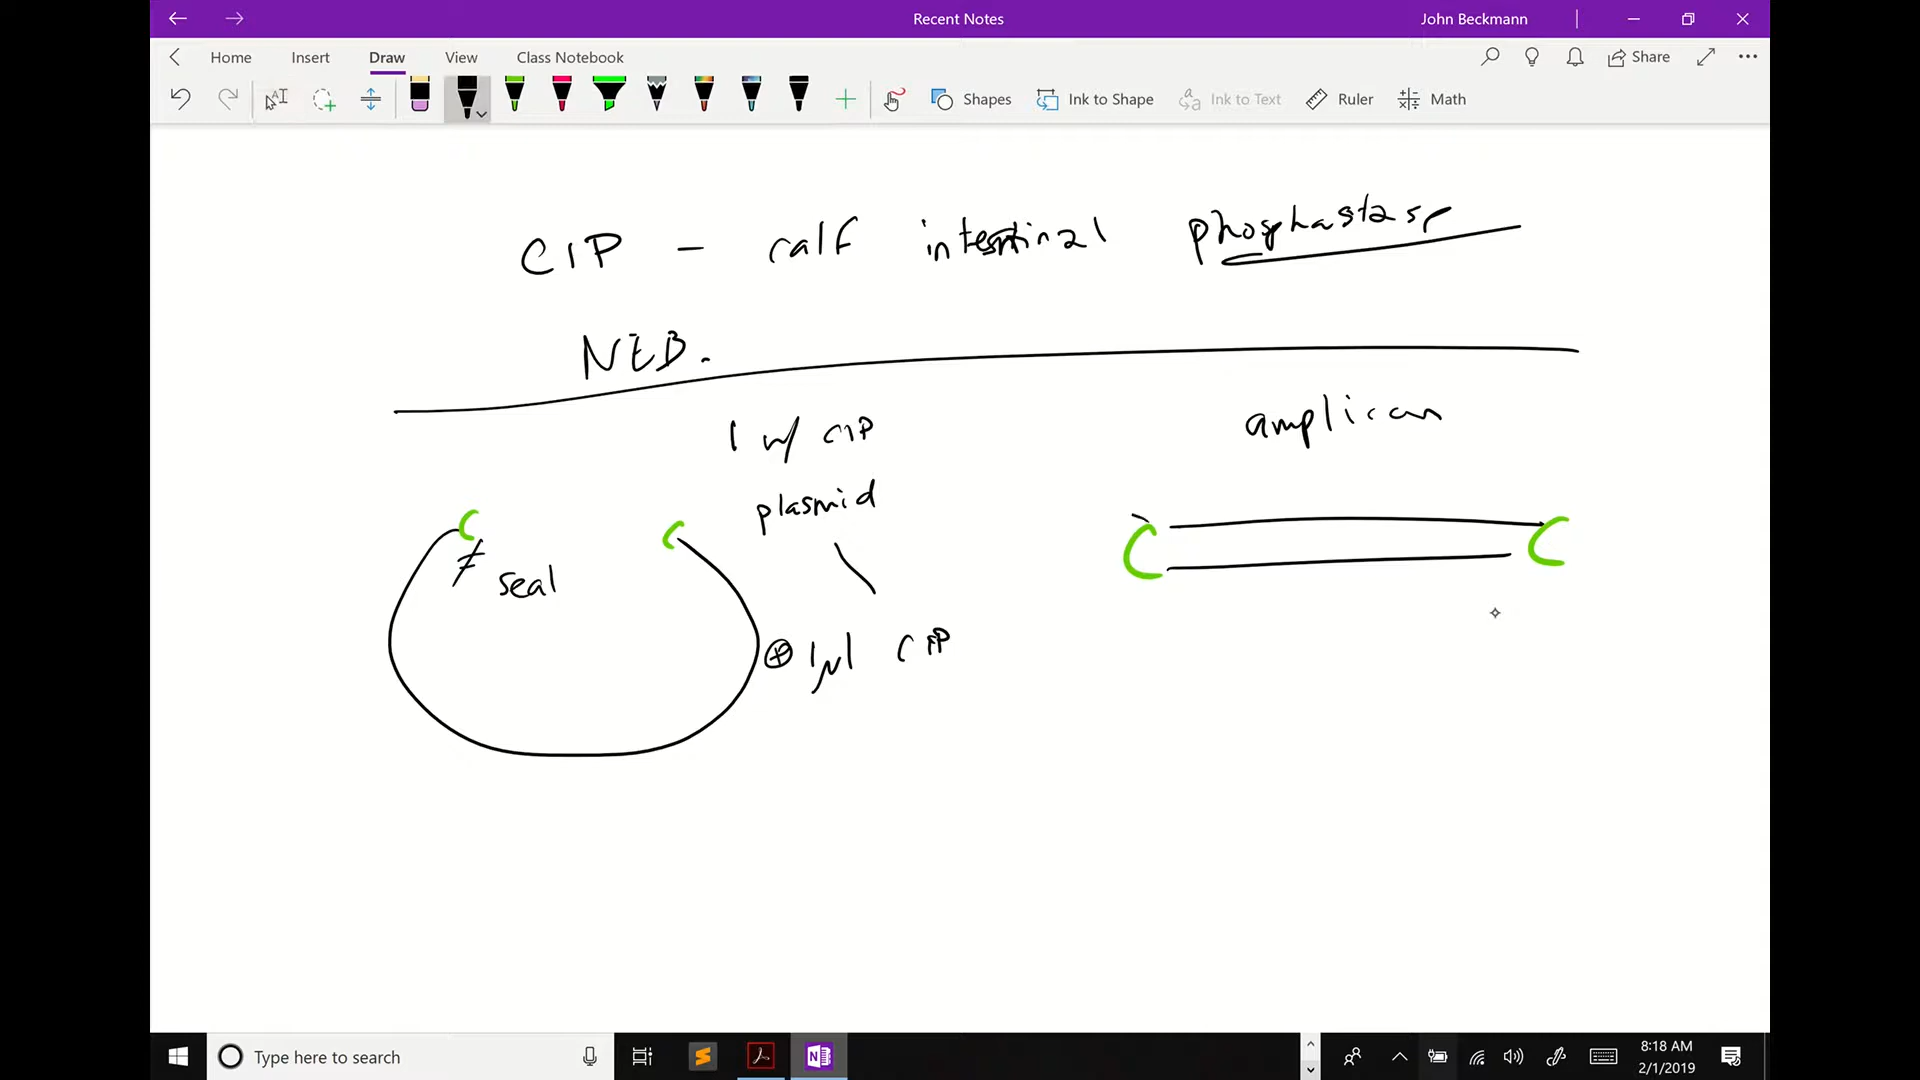 Recent Notes
John Beckmann
Home Insert Draw View Class Notebook
Share
Shapes Ink to Shape Ink to Text Ruler Math
CIP - calf intestinal phosphastase
NEB.
1 w/ CIP
amplicon
plasmid
≠ seal
⊕ 1µl CIP
Type here to search
8:18 AM
2/1/2019